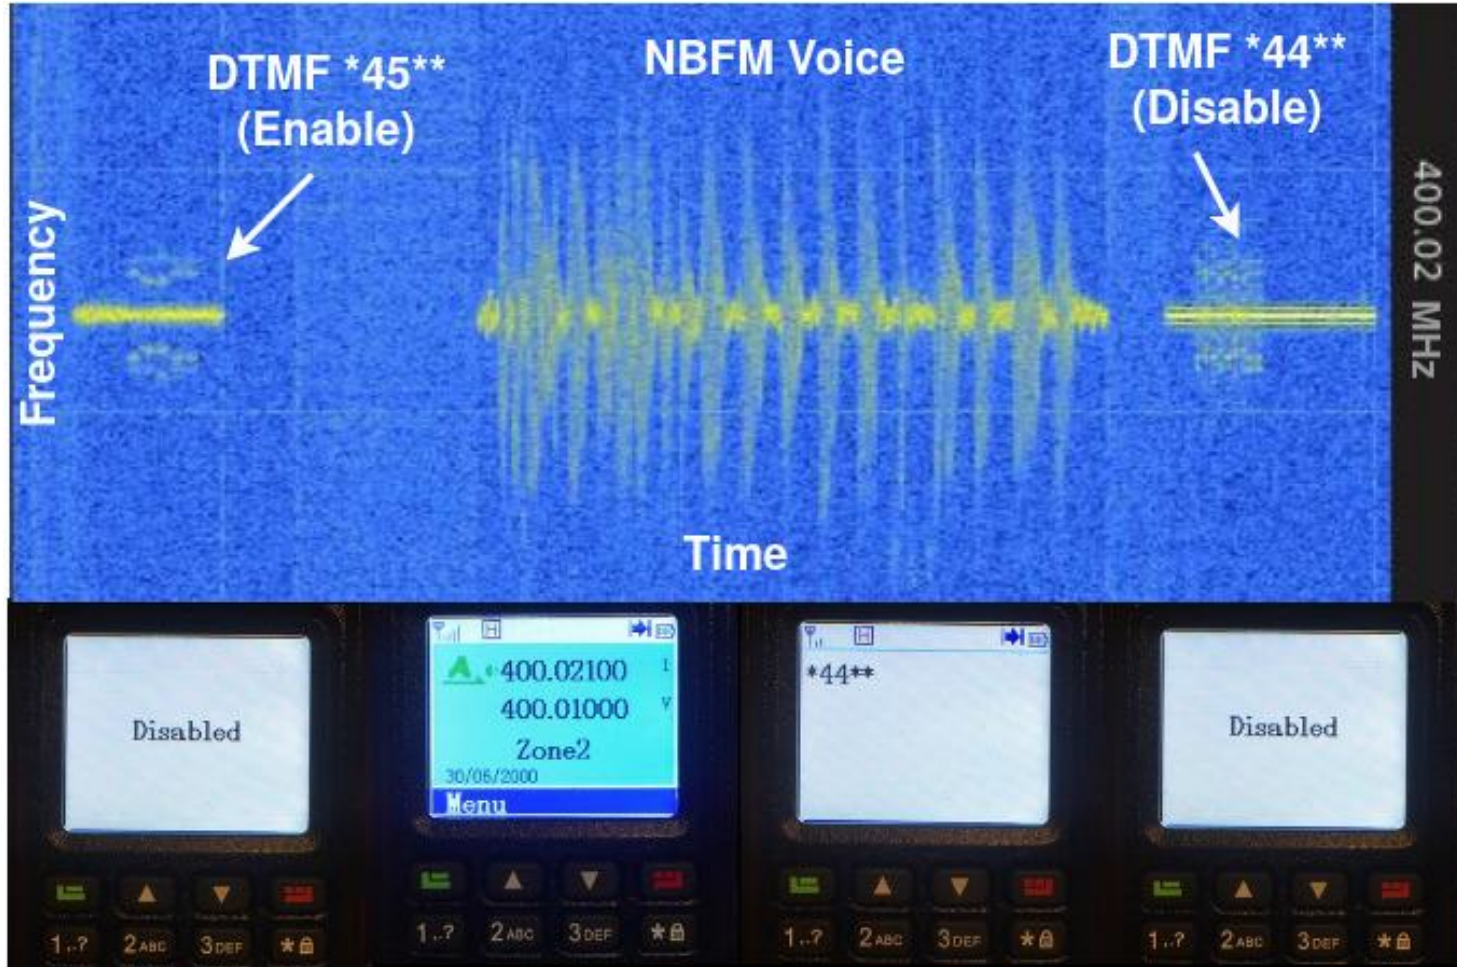 DTMF *45**
(Enable)
NBFM Voice
DTMF *44**
(Disable)
Frequency
Time
400.02 MHz
Disabled
H
400.02100 1
400.01000 V
Zone2
30/06/2000
Menu
H
*44**
Disabled
1..? 2ABC 3DEF *
1..? 2ABC 3DEF *
1..? 2ABC 3DEF *
1..? 2ABC 3DEF *